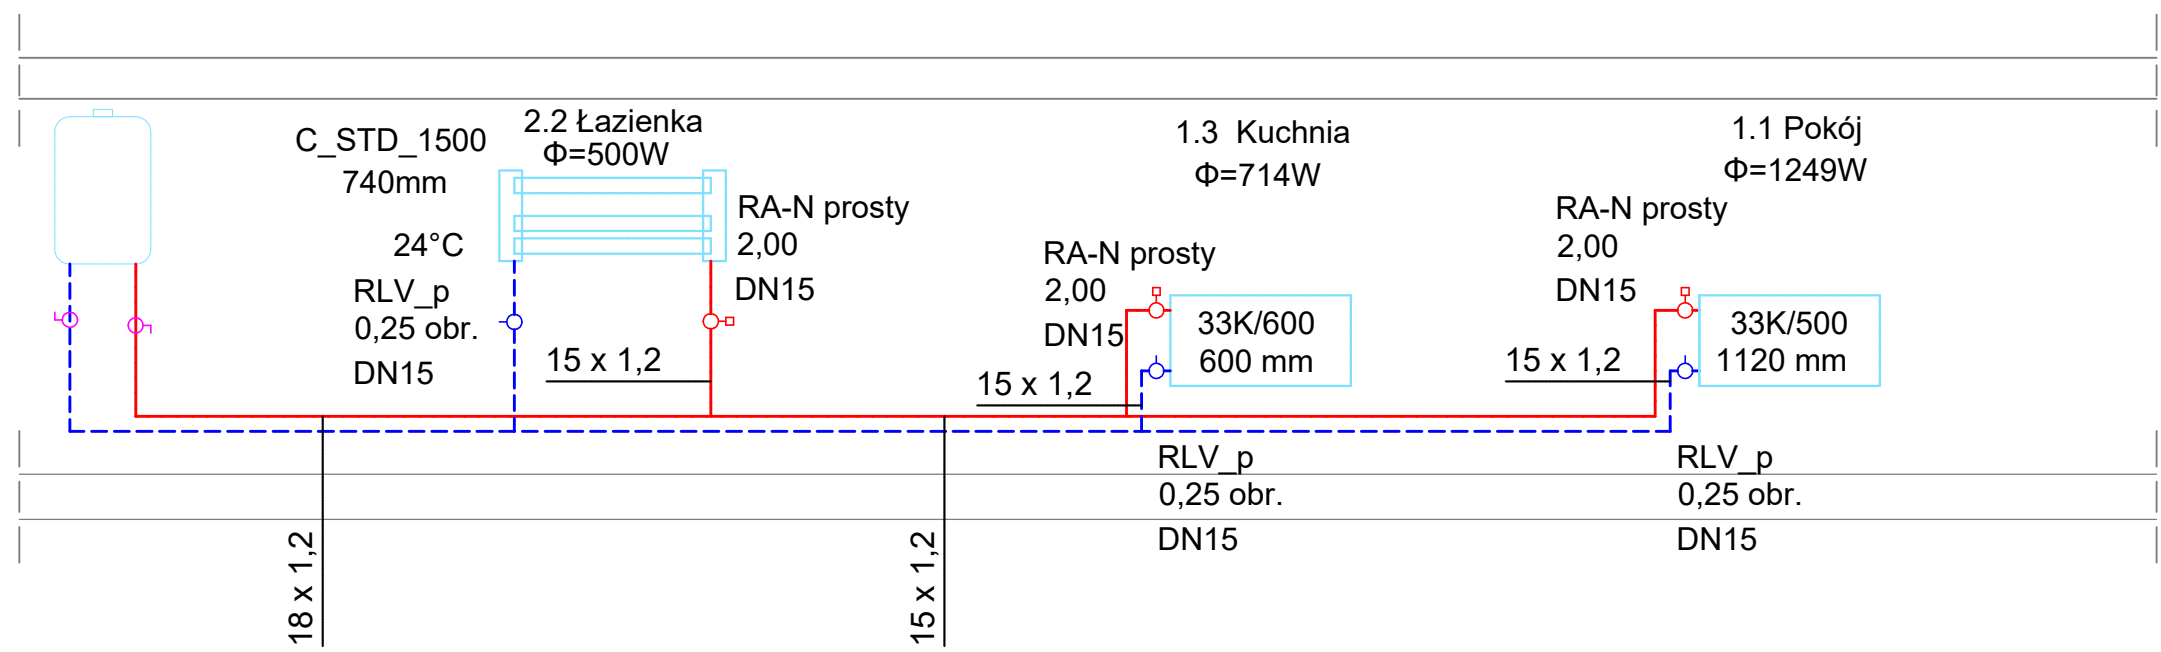 C_STD_1500
740mm
24°C
2.2 Łazienka
Φ=500W
RA-N prosty
2,00
DN15
RLV_p
0,25 obr.
DN15
15 x 1,2
18 x 1,2
1.3 Kuchnia
Φ=714W
RA-N prosty
2,00
DN15
33K/600
600 mm
15 x 1,2
RLV_p
0,25 obr.
DN15
15 x 1,2
1.1 Pokój
Φ=1249W
RA-N prosty
2,00
DN15
33K/500
1120 mm
15 x 1,2
RLV_p
0,25 obr.
DN15